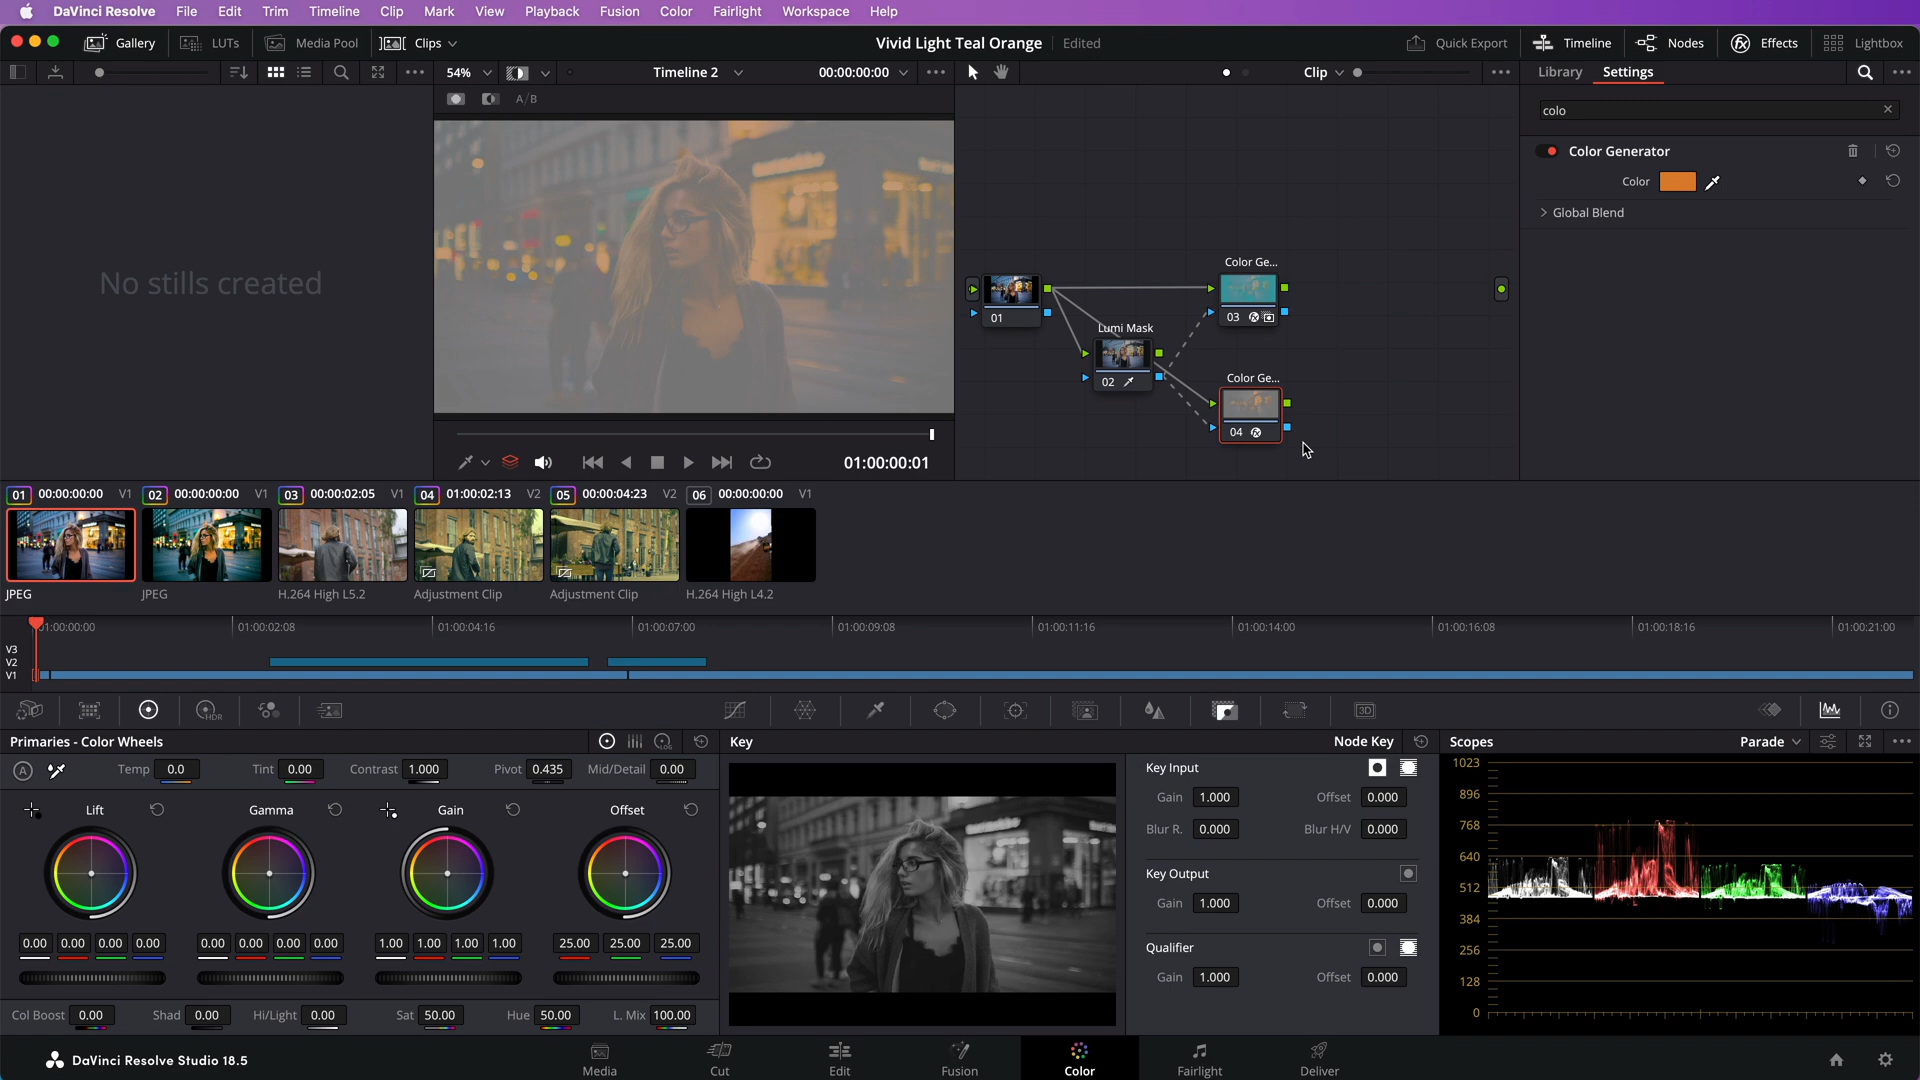 DaVinci Resolve File Edit Trim Timeline Clip Mark View Playback Fusion Color Fairlight Workspace Help
Gallery LUTs Media Pool Clips Vivid Light Teal Orange Edited Quick Export Timeline Nodes Effects Lightbox
54% Timeline 2 00:00:00:00 Clip Library Settings
A/B
colo
Color Generator
Color
Global Blend
No stills created
Color Ge...
01
03
Lumi Mask
02
Color Ge...
04
01:00:00:01
01 00:00:00:00 V1 02 00:00:00:00 V1 03 00:00:02:05 V1 04 01:00:02:13 V2 05 00:00:04:23 V2 06 00:00:00:00 V1
JPEG JPEG H.264 High L5.2 Adjustment Clip Adjustment Clip H.264 High L4.2
01:00:00:00 01:00:02:08 01:00:04:16 01:00:07:00 01:00:09:08 01:00:11:16 01:00:14:00 01:00:16:08 01:00:18:16 01:00:21:00
V3
V2
V1
HDR 3D
Primaries - Color Wheels LOG Key Node Key Scopes Parade
A Temp 0.0 Tint 0.00 Contrast 1.000 Pivot 0.435 Mid/Detail 0.00
Lift Gamma Gain Offset
0.00 0.00 0.00 0.00 0.00 0.00 0.00 0.00 1.00 1.00 1.00 1.00 25.00 25.00 25.00
Col Boost 0.00 Shad 0.00 Hi/Light 0.00 Sat 50.00 Hue 50.00 L. Mix 100.00
Key Input
Gain 1.000 Offset 0.000
Blur R. 0.000 Blur H/V 0.000
Key Output
Gain 1.000 Offset 0.000
Qualifier
Gain 1.000 Offset 0.000
1023
896
768
640
512
384
256
128
0
DaVinci Resolve Studio 18.5 Media Cut Edit Fusion Color Fairlight Deliver